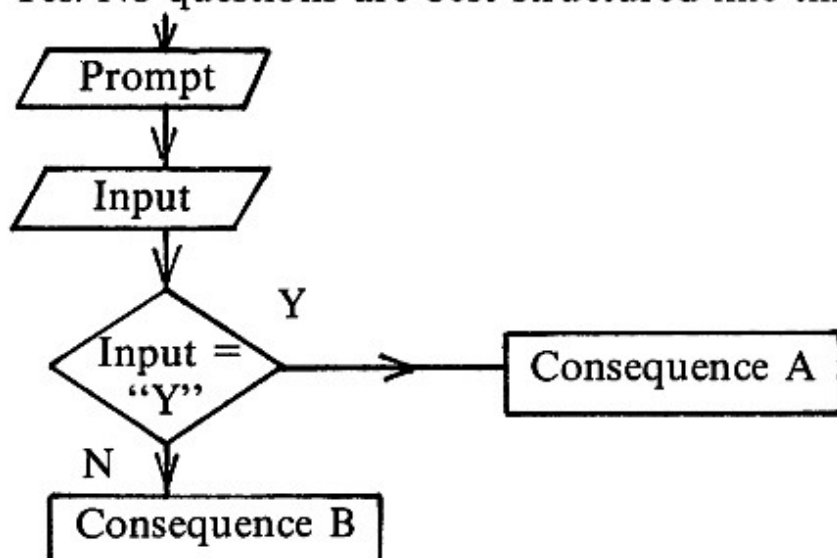 Prompt
Input
Y
Input =
“Y”
Consequence A
N
Consequence B